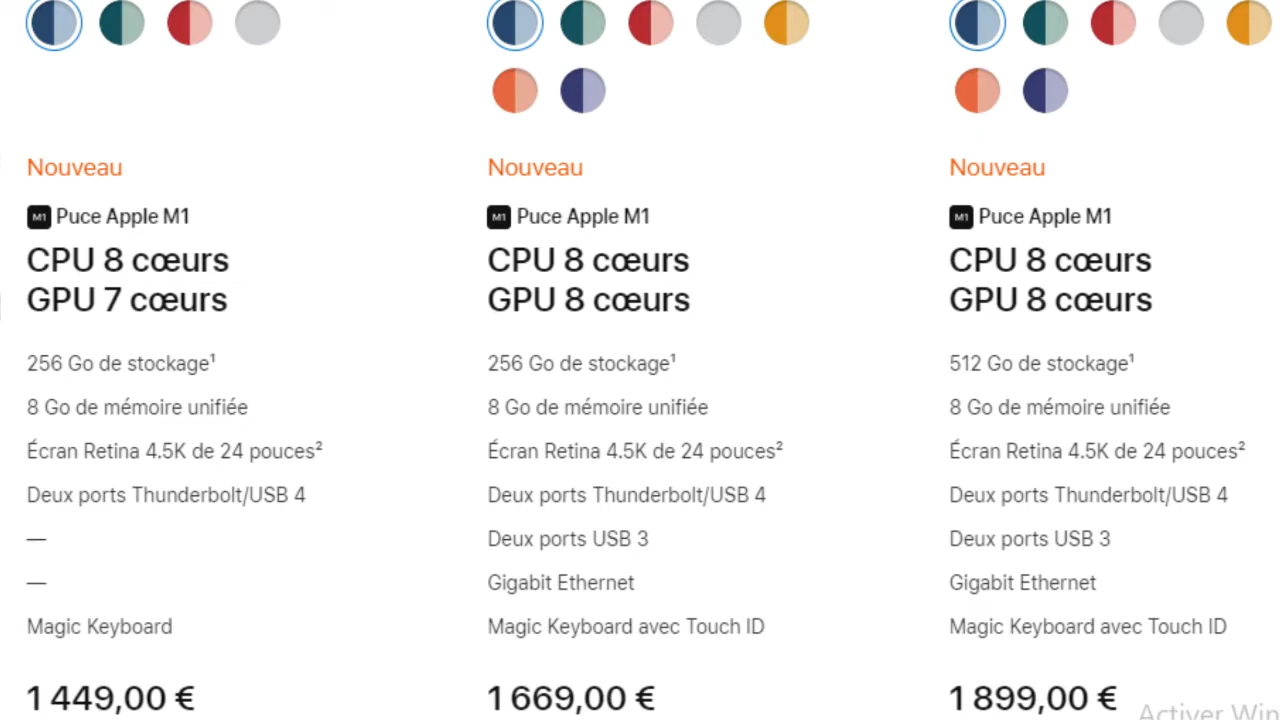 Nouveau
M1 Puce Apple M1
CPU 8 cœurs
GPU 7 cœurs
256 Go de stockage¹
8 Go de mémoire unifiée
Écran Retina 4.5K de 24 pouces²
Deux ports Thunderbolt/USB 4
—
—
Magic Keyboard
1 449,00 €
Nouveau
M1 Puce Apple M1
CPU 8 cœurs
GPU 8 cœurs
256 Go de stockage¹
8 Go de mémoire unifiée
Écran Retina 4.5K de 24 pouces²
Deux ports Thunderbolt/USB 4
Deux ports USB 3
Gigabit Ethernet
Magic Keyboard avec Touch ID
1 669,00 €
Nouveau
M1 Puce Apple M1
CPU 8 cœurs
GPU 8 cœurs
512 Go de stockage¹
8 Go de mémoire unifiée
Écran Retina 4.5K de 24 pouces²
Deux ports Thunderbolt/USB 4
Deux ports USB 3
Gigabit Ethernet
Magic Keyboard avec Touch ID
1 899,00 €
Activer Win